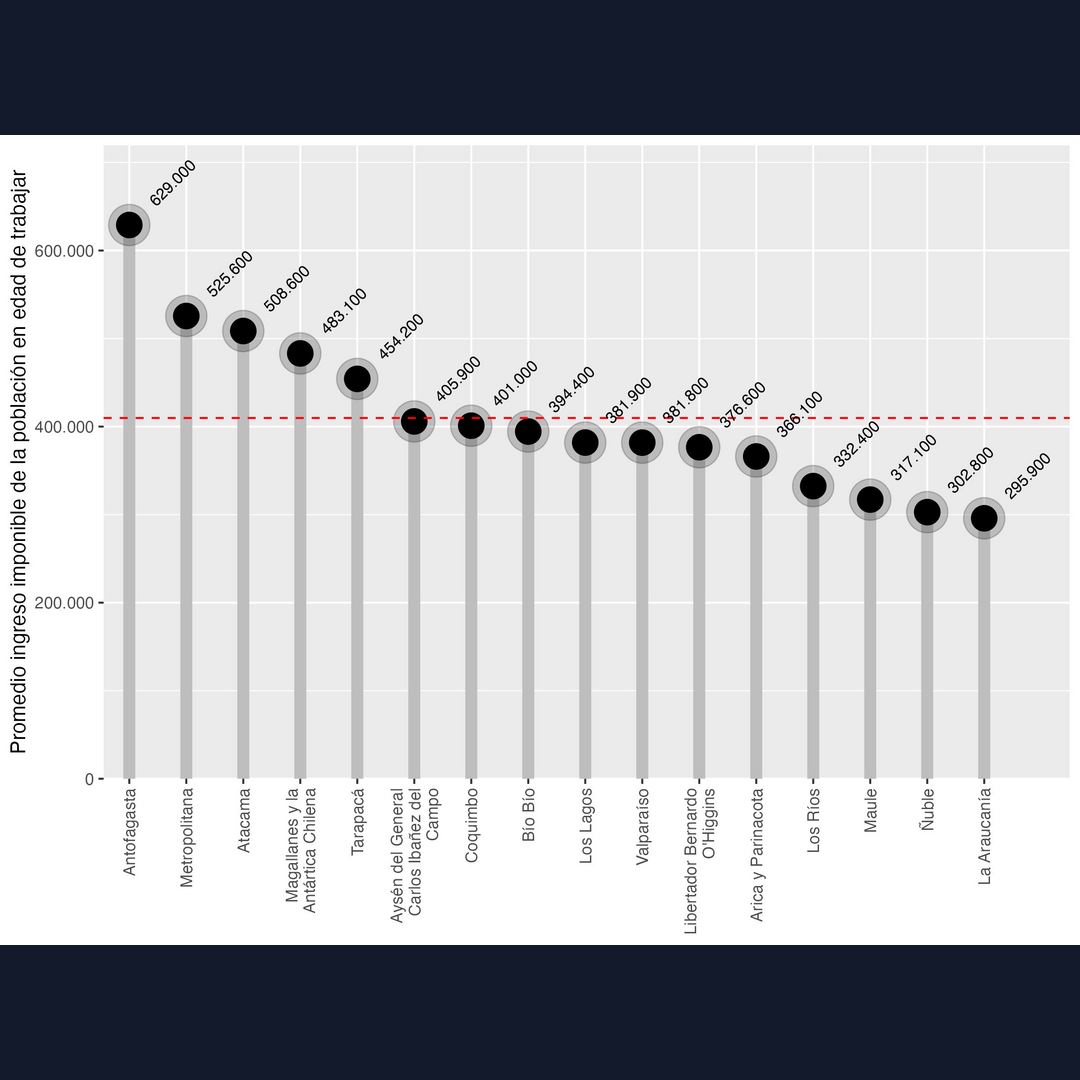 Promedio ingreso imponible de la población en edad de trabajar
600.000
400.000
200.000
0
629.000
525.600
508.600
483.100
454.200
405.900
401.000
394.400
381.900
381.800
376.600
366.100
332.400
317.100
302.800
295.900
Antofagasta
Metropolitana
Atacama
Magallanes y la
Antártica Chilena
Tarapacá
Aysén del General
Carlos Ibañez del
Campo
Coquimbo
Bío Bío
Los Lagos
Valparaíso
Libertador Bernardo
O'Higgins
Arica y Parinacota
Los Ríos
Maule
Ñuble
La Araucanía